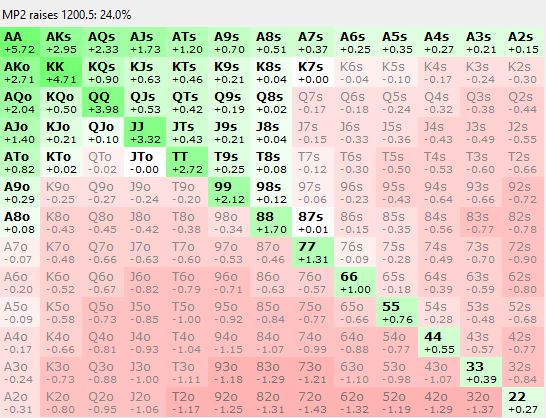 MP2 raises 1200.5: 24.0%
AA AKs AQs AJs ATs A9s A8s A7s A6s A5s A4s A3s A2s
+5.72 +2.95 +2.33 +1.73 +1.20 +0.70 +0.51 +0.37 +0.25 +0.35 +0.27 +0.21 +0.15
AKo KK KQs KJs KTs K9s K8s K7s K6s K5s K4s K3s K2s
+2.71 +4.71 +0.90 +0.63 +0.46 +0.21 +0.04 +0.00 -0.04 -0.10 -0.17 -0.24 -0.30
AQo KQo QQ QJs QTs Q9s Q8s Q7s Q6s Q5s Q4s Q3s Q2s
+2.04 +0.50 +3.98 +0.53 +0.42 +0.19 +0.02 -0.17 -0.18 -0.24 -0.32 -0.38 -0.44
AJo KJo QJo JJ JTs J9s J8s J7s J6s J5s J4s J3s J2s
+1.40 +0.21 +0.10 +3.32 +0.43 +0.21 +0.04 -0.15 -0.33 -0.36 -0.43 -0.49 -0.55
ATo KTo QTo JTo TT T9s T8s T7s T6s T5s T4s T3s T2s
+0.82 +0.02 -0.02 -0.00 +2.72 +0.25 +0.08 -0.12 -0.30 -0.50 -0.53 -0.60 -0.66
A9o K9o Q9o J9o T9o 99 98s 97s 96s 95s 94s 93s 92s
+0.29 -0.25 -0.27 -0.24 -0.20 +2.12 +0.12 -0.06 -0.23 -0.43 -0.64 -0.66 -0.72
A8o K8o Q8o J8o T8o 98o 88 87s 86s 85s 84s 83s 82s
+0.08 -0.43 -0.45 -0.42 -0.38 -0.34 +1.70 +0.01 -0.15 -0.35 -0.56 -0.77 -0.78
A7o K7o Q7o J7o T7o 97o 87o 77 76s 75s 74s 73s 72s
-0.07 -0.48 -0.66 -0.63 -0.60 -0.53 -0.46 +1.31 -0.09 -0.28 -0.49 -0.70 -0.90
A6o K6o Q6o J6o T6o 96o 86o 76o 66 65s 64s 63s 62s
-0.20 -0.52 -0.67 -0.82 -0.79 -0.71 -0.63 -0.57 +1.00 -0.18 -0.39 -0.59 -0.80
A5o K5o Q5o J5o T5o 95o 85o 75o 65o 55 54s 53s 52s
-0.09 -0.58 -0.73 -0.85 -1.00 -0.92 -0.84 -0.77 -0.66 +0.76 -0.28 -0.48 -0.68
A4o K4o Q4o J4o T4o 94o 84o 74o 64o 54o 44 43s 42s
-0.17 -0.66 -0.81 -0.93 -1.04 -1.15 -1.07 -0.99 -0.88 -0.77 +0.55 -0.57 -0.77
A3o K3o Q3o J3o T3o 93o 83o 73o 63o 53o 43o 33 32s
-0.24 -0.73 -0.88 -1.00 -1.11 -1.18 -1.29 -1.21 -1.10 -0.98 -1.07 +0.39 -0.84
A2o K2o Q2o J2o T2o 92o 82o 72o 62o 52o 42o 32o 22
-0.31 -0.80 -0.95 -1.06 -1.17 -1.25 -1.31 -1.43 -1.32 -1.19 -1.29 -1.36 +0.27